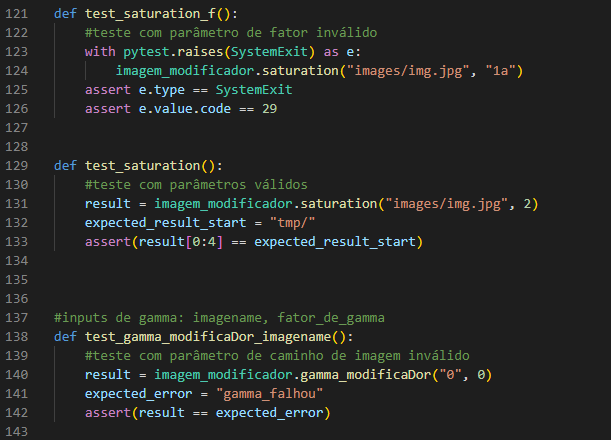 121 def test_saturation_f():
122     #teste com parâmetro de fator inválido
123     with pytest.raises(SystemExit) as e:
124         imagem_modificador.saturation("images/img.jpg", "1a")
125     assert e.type == SystemExit
126     assert e.value.code == 29
127
128
129 def test_saturation():
130     #teste com parâmetros válidos
131     result = imagem_modificador.saturation("images/img.jpg", 2)
132     expected_result_start = "tmp/"
133     assert(result[0:4] == expected_result_start)
134
135
136
137 #inputs de gamma: imagename, fator_de_gamma
138 def test_gamma_modificaDor_imagename():
139     #teste com parâmetro de caminho de imagem inválido
140     result = imagem_modificador.gamma_modificaDor("0", 0)
141     expected_error = "gamma_falhou"
142     assert(result == expected_error)
143